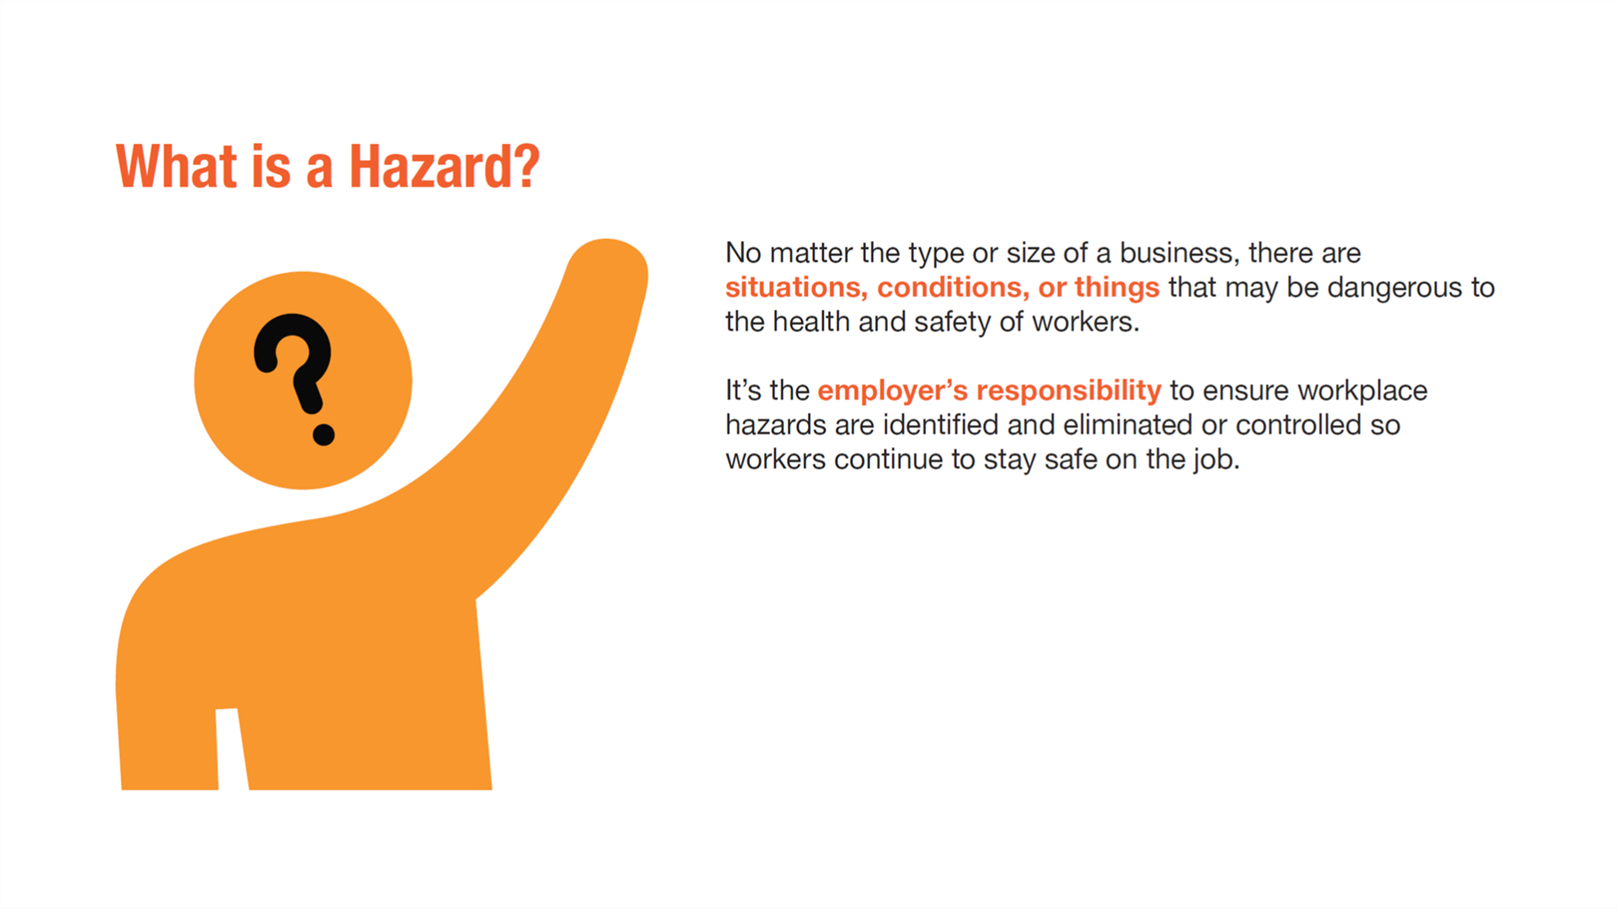 What is a Hazard?
No matter the type or size of a business, there are
situations, conditions, or things that may be dangerous to
the health and safety of workers.
It’s the employer’s responsibility to ensure workplace
hazards are identified and eliminated or controlled so
workers continue to stay safe on the job.
?